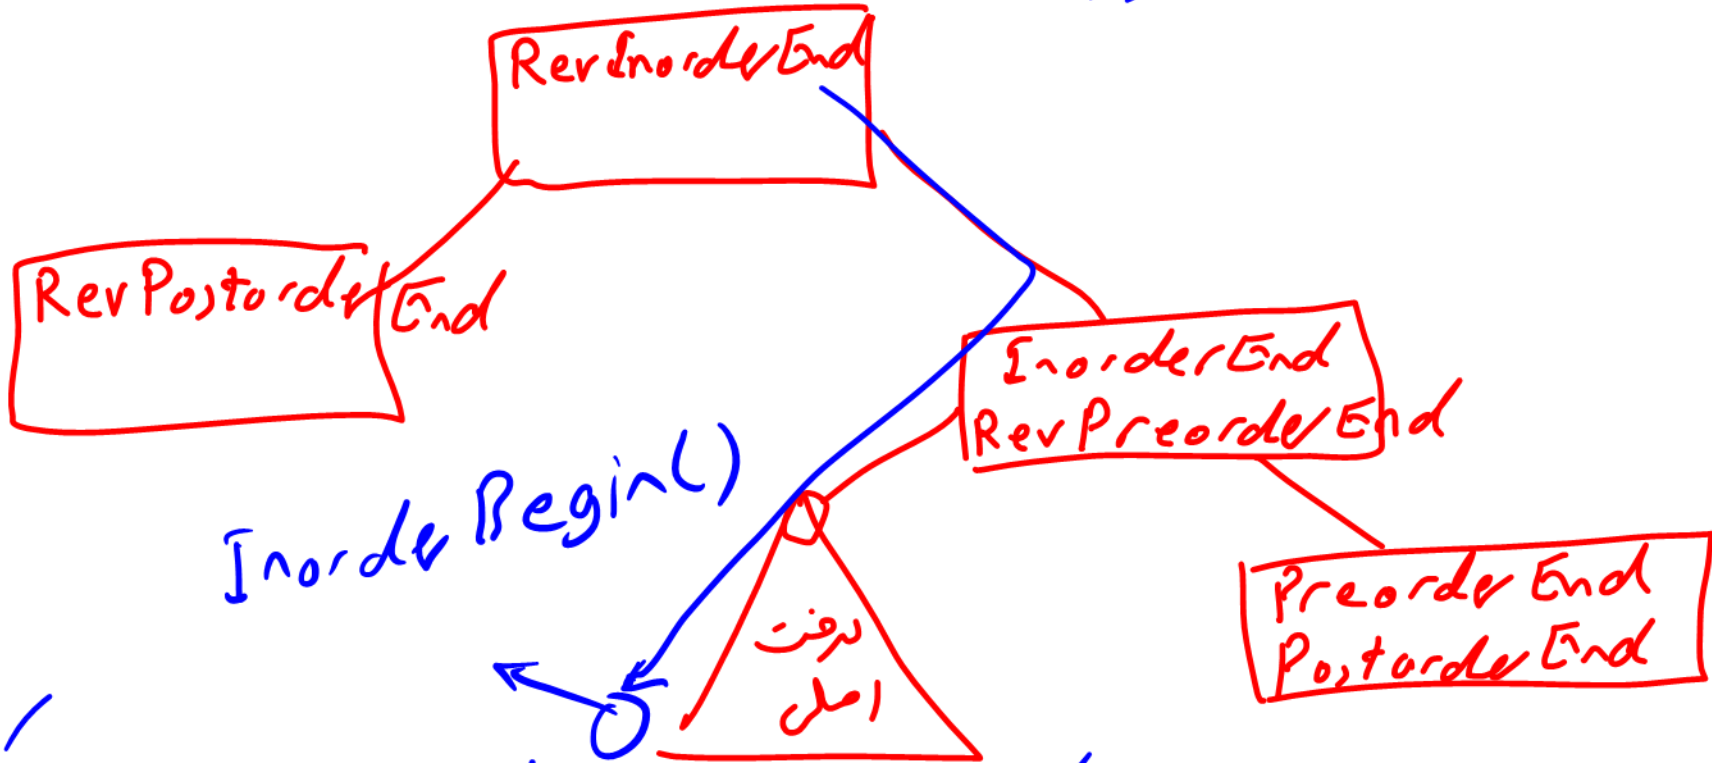 RevInorderEnd
RevPostorderEnd
InorderEnd
RevPreorderEnd
InorderBegin()
درخت
اصلی
PreorderEnd
PostorderEnd